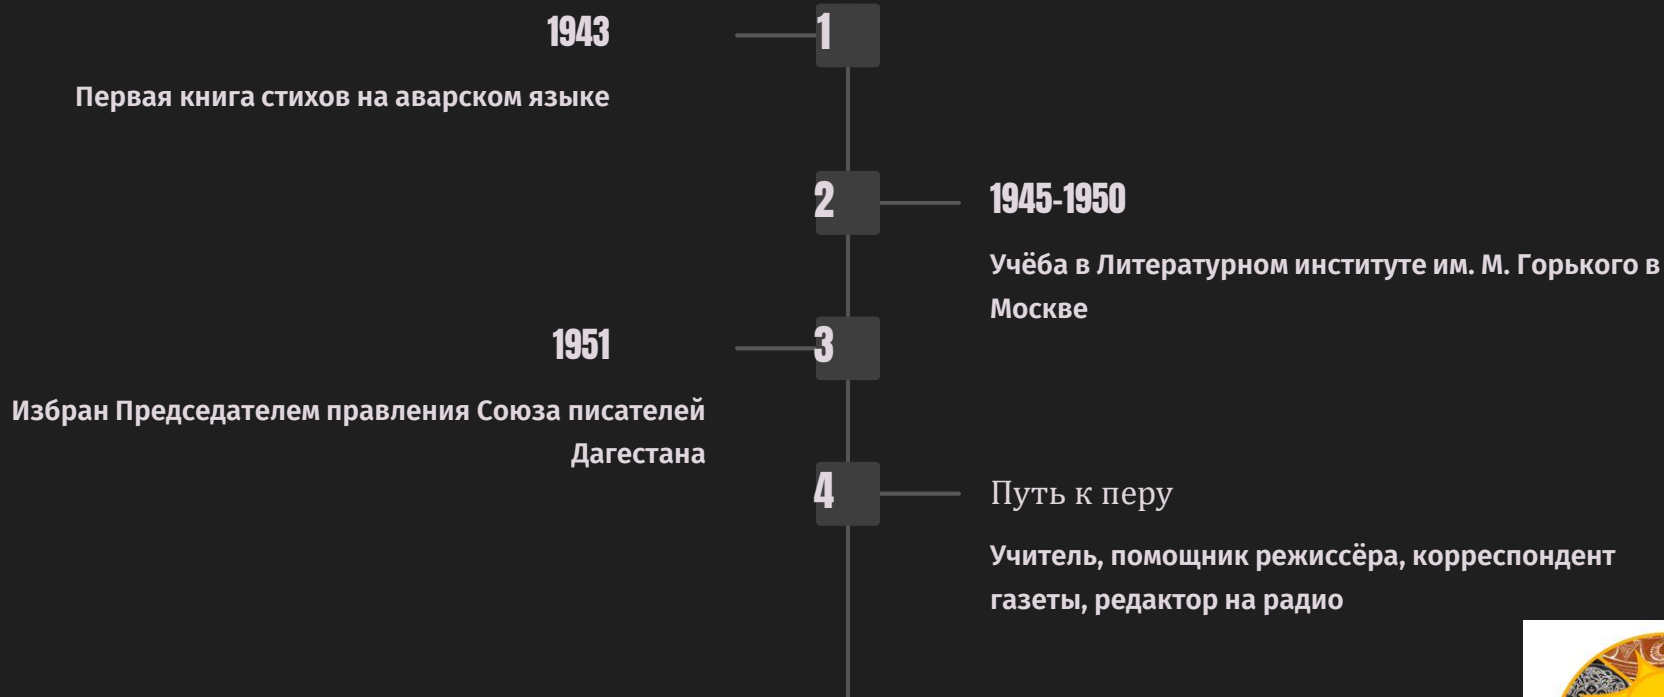 1943
1
Первая книга стихов на аварском языке
2
1945-1950
Учёба в Литературном институте им. М. Горького в
Москве
1951
3
Избран Председателем правления Союза писателей
Дагестана
4
Путь к перу
Учитель, помощник режиссёра, корреспондент
газеты, редактор на радио